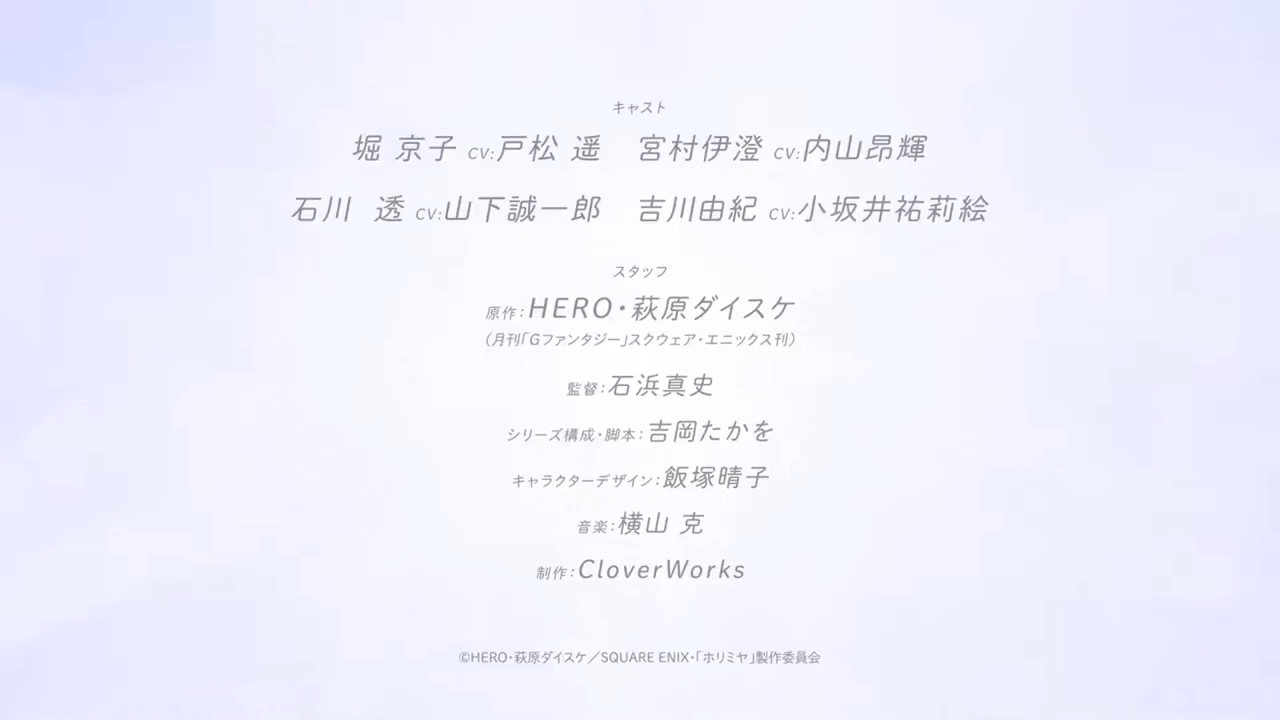 キャスト
堀 京子 CV:戸松 遥　宮村伊澄 CV:内山昂輝
石川　透 CV:山下誠一郎　吉川由紀 CV:小坂井祐莉絵
スタッフ
原作:HERO・萩原ダイスケ
(月刊「Gファンタジー」スクウェア・エニックス刊)
監督:石浜真史
シリーズ構成・脚本:吉岡たかを
キャラクターデザイン:飯塚晴子
音楽:横山 克
制作:CloverWorks
©HERO・萩原ダイスケ／SQUARE ENIX・「ホリミヤ」製作委員会